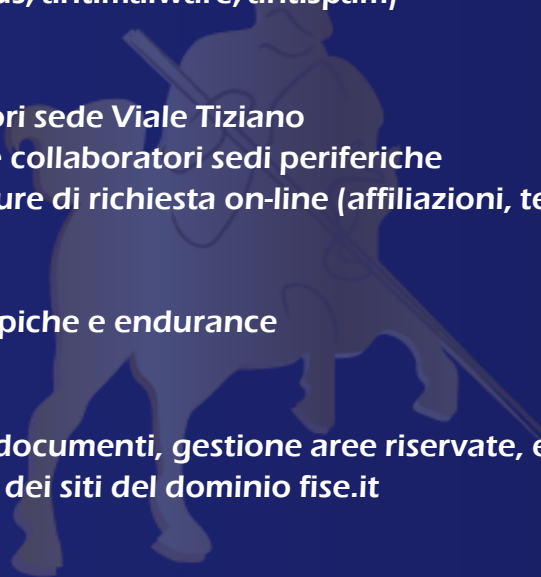 us, antimalware, antispam)
ori sede Viale Tiziano
e collaboratori sedi periferiche
ure di richiesta on-line (affiliazioni, te
piche e endurance
documenti, gestione aree riservate, e
dei siti del dominio fise.it